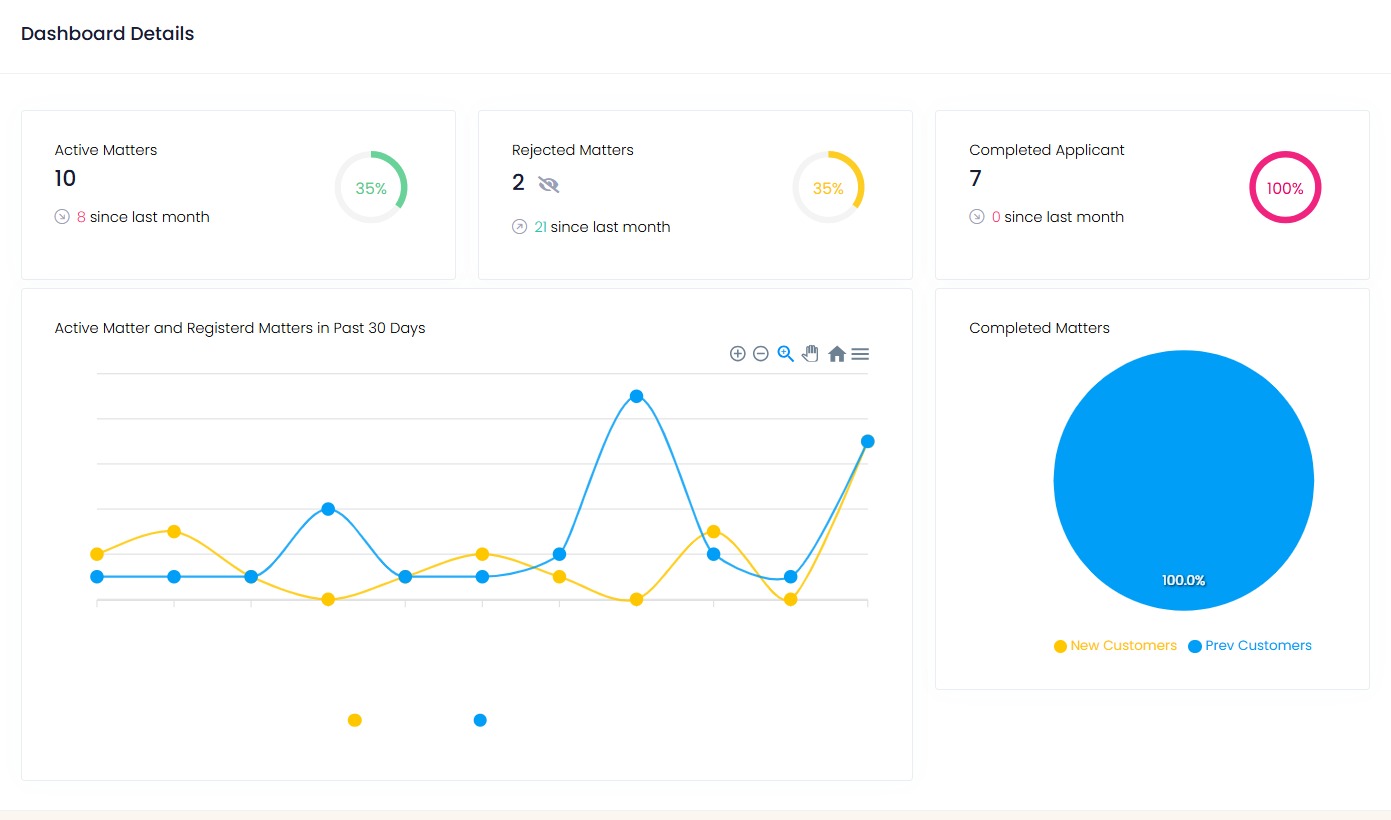 Dashboard Details
Active Matters
10
35%
8 since last month
Rejected Matters
2
35%
21 since last month
Completed Applicant
7
100%
0 since last month
Active Matter and Registerd Matters in Past 30 Days
Completed Matters
100.0%
New Customers Prev Customers